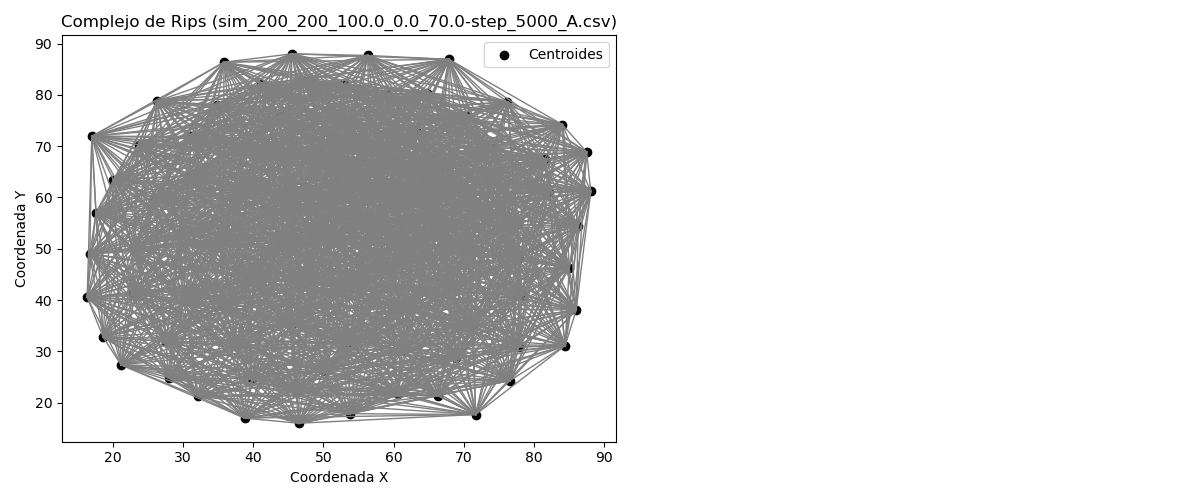 Complejo de Rips (sim_200_200_100.0_0.0_70.0-step_5000_A.csv)
Centroides
90
80
70
60
50
40
30
20
Coordenada Y
20 30 40 50 60 70 80 90
Coordenada X